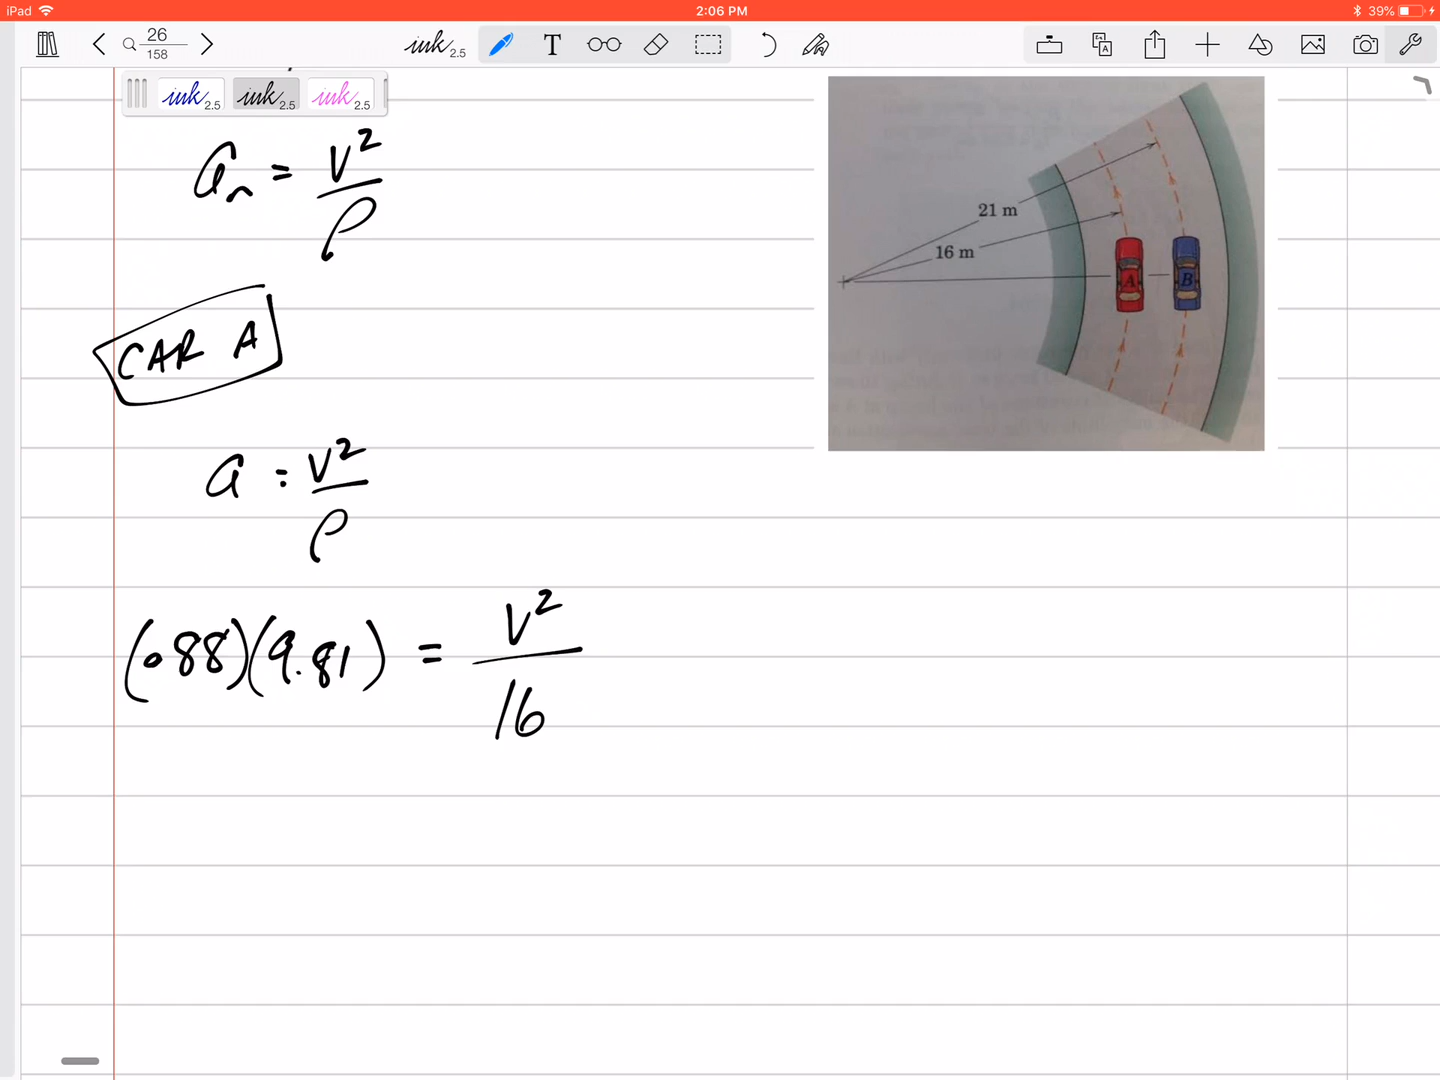 iPad 2:06 PM 39%
26
158
ink 2.5 T
ink 2.5 ink 2.5 ink 2.5
aₙ = v²/ρ
21 m
16 m
A B
CAR A
a = v²/ρ
(.88)(9.81) = v²/16